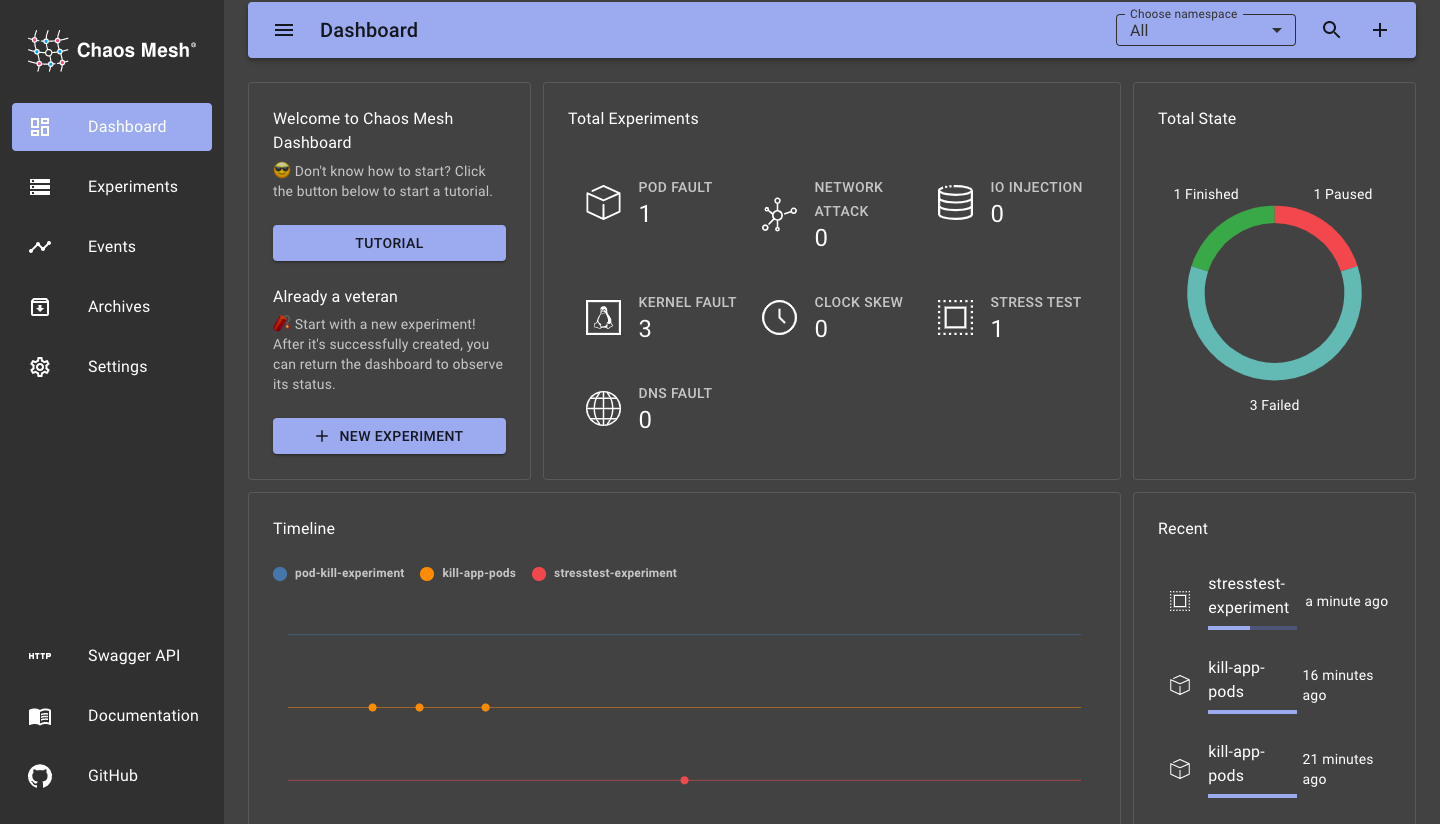 Chaos Mesh®
Dashboard
Experiments
Events
Archives
Settings
HTTP Swagger API
Documentation
GitHub
Dashboard
Choose namespace
All
Welcome to Chaos Mesh
Dashboard
😎 Don't know how to start? Click
the button below to start a tutorial.
TUTORIAL
Already a veteran
🧨 Start with a new experiment!
After it's successfully created, you
can return the dashboard to observe
its status.
NEW EXPERIMENT
Total Experiments
POD FAULT
1
NETWORK
ATTACK
0
IO INJECTION
0
KERNEL FAULT
3
CLOCK SKEW
0
STRESS TEST
1
DNS FAULT
0
Total State
1 Finished
1 Paused
3 Failed
Timeline
pod-kill-experiment
kill-app-pods
stresstest-experiment
Recent
stresstest-
experiment
a minute ago
kill-app-
pods
16 minutes
ago
kill-app-
pods
21 minutes
ago